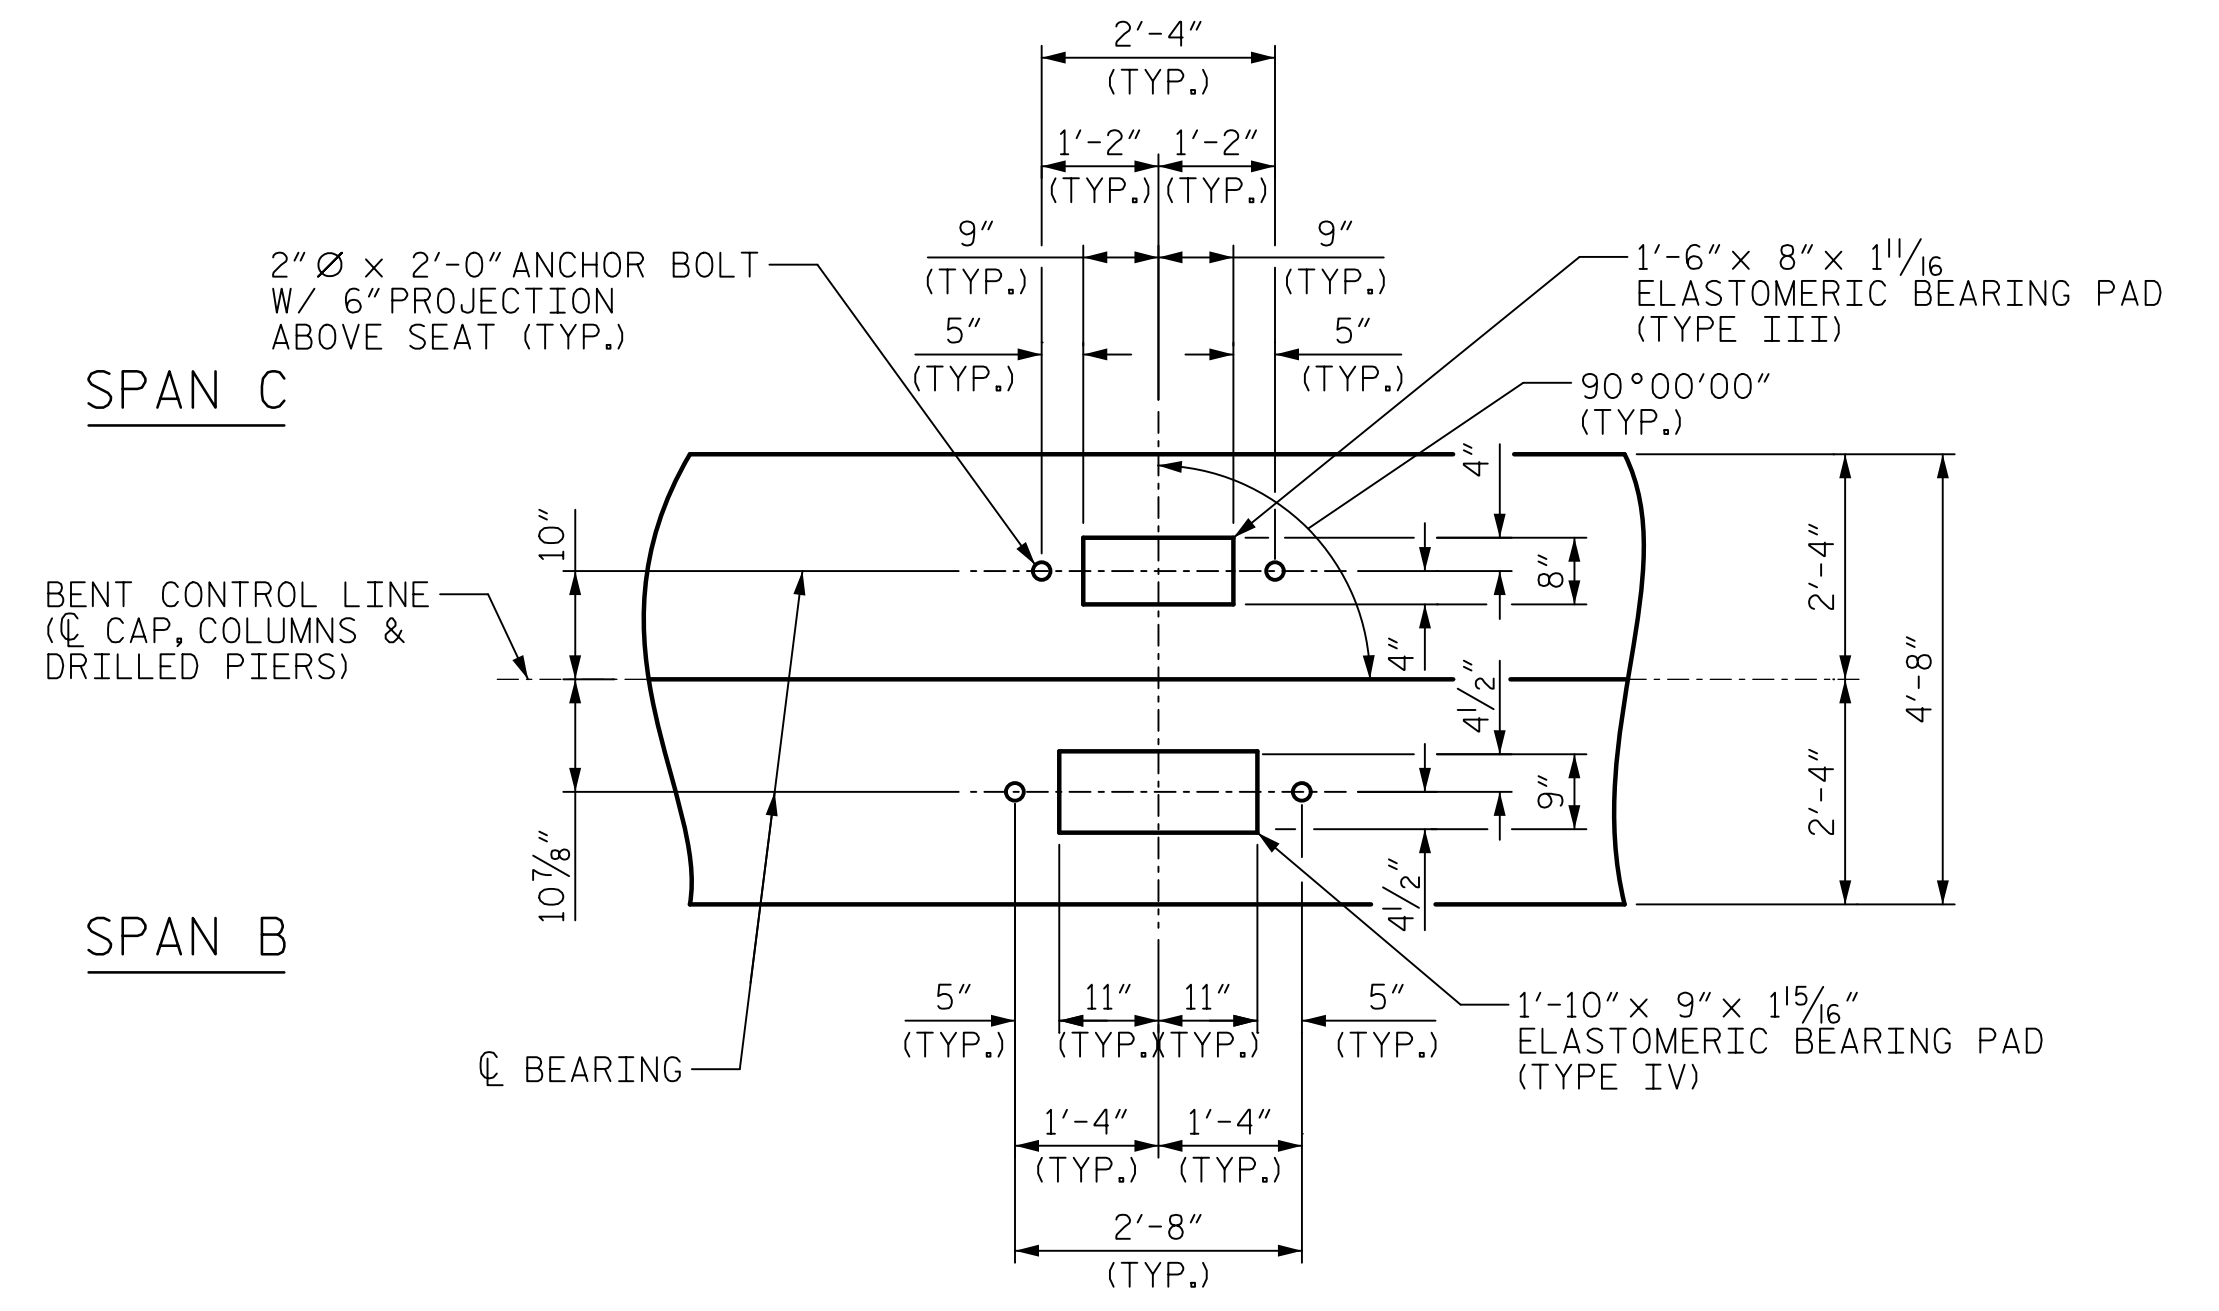 2'-4"
(TYP.)
1'-2" 1'-2"
(TYP.) (TYP.)
9" 9"
(TYP.) (TYP.)
5" 5"
(TYP.) (TYP.)
2" Ø x 2'-0" ANCHOR BOLT
W/ 6" PROJECTION
ABOVE SEAT (TYP.)
1'-6" x 8" x 1 11/16
ELASTOMERIC BEARING PAD
(TYPE III)
90°00'00"
(TYP.)
SPAN C
4"
10"
8"
2'-4"
BENT CONTROL LINE
(℄ CAP, COLUMNS &
DRILLED PIERS)
4"
4'-8"
4 1/2"
9"
2'-4"
10 7/8"
4 1/2"
SPAN B
5" 11" 11" 5"
(TYP.) (TYP.) (TYP.) (TYP.)
1'-10" x 9" x 1 15/16"
ELASTOMERIC BEARING PAD
(TYPE IV)
℄ BEARING
1'-4" 1'-4"
(TYP.) (TYP.)
2'-8"
(TYP.)